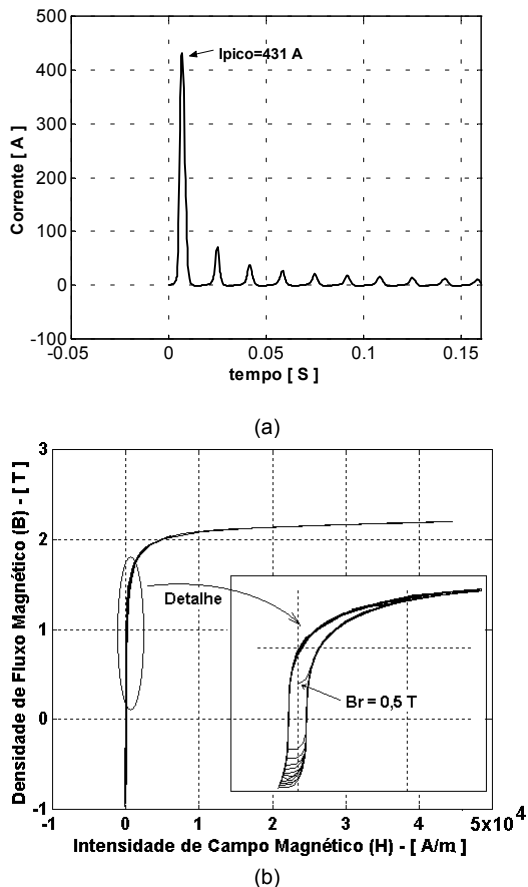 500
Ipico=431 A
400
300
200
100
0
-100
Corrente [ A ]
-0.05
0
0.05
0.1
0.15
tempo [ S ]
(a)
3
2
Detalhe
1
Br = 0,5 T
0
-1
Densidade de Fluxo Magnético (B) - [ T ]
-1
0
1
2
3
4
5x10⁴
Intensidade de Campo Magnético (H) - [ A/m ]
(b)